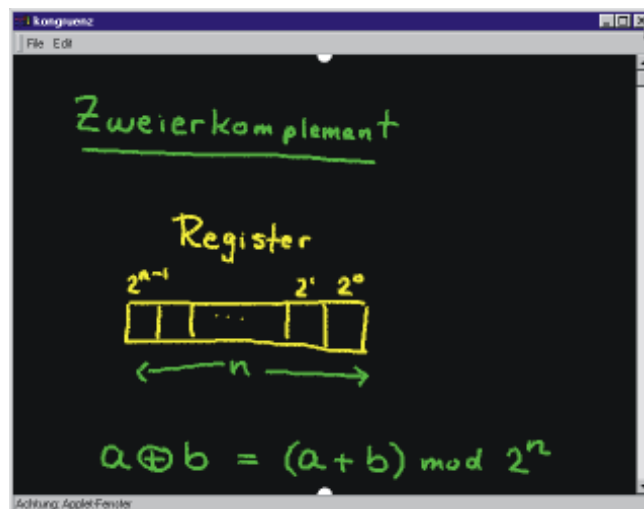 kongruenz
File Edit
Zweierkomplement
Register
2^{n-1} 2^1 2^0
...
n
a ⊕ b = (a + b) mod 2^n
Achtung: Applet-Fenster